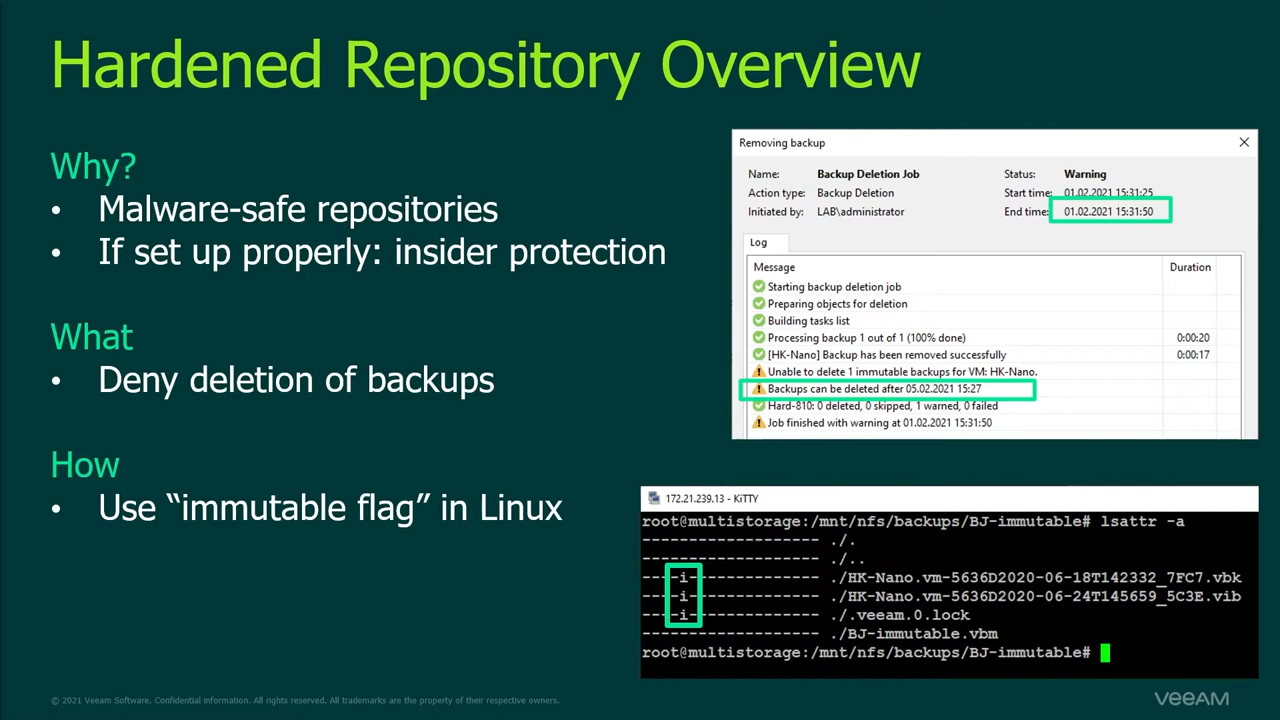 Hardened Repository Overview
Why?
• Malware-safe repositories
• If set up properly: insider protection
What
• Deny deletion of backups
How
• Use “immutable flag” in Linux
Removing backup
Name: Backup Deletion Job Status: Warning
Action type: Backup Deletion Start time: 01.02.2021 15:31:25
Initiated by: LAB\administrator End time: 01.02.2021 15:31:50
Log
Message Duration
Starting backup deletion job
Preparing objects for deletion
Building tasks list
Processing backup 1 out of 1 (100% done) 0:00:20
[HK-Nano] Backup has been removed successfully 0:00:17
Unable to delete 1 immutable backups for VM: HK-Nano.
Backups can be deleted after 05.02.2021 15:27
Hard-810: 0 deleted, 0 skipped, 1 warned, 0 failed
Job finished with warning at 01.02.2021 15:31:50
172.21.239.13 - KiTTY
root@multistorage:/mnt/nfs/backups/BJ-immutable# lsattr -a
------------------- ./.
------------------- ./..
----i-------------- ./HK-Nano.vm-5636D2020-06-18T142332_7FC7.vbk
----i-------------- ./HK-Nano.vm-5636D2020-06-24T145659_5C3E.vib
----i-------------- ./.veeam.0.lock
------------------- ./BJ-immutable.vbm
root@multistorage:/mnt/nfs/backups/BJ-immutable#
© 2021 Veeam Software. Confidential information. All rights reserved. All trademarks are the property of their respective owners.
VEEAM